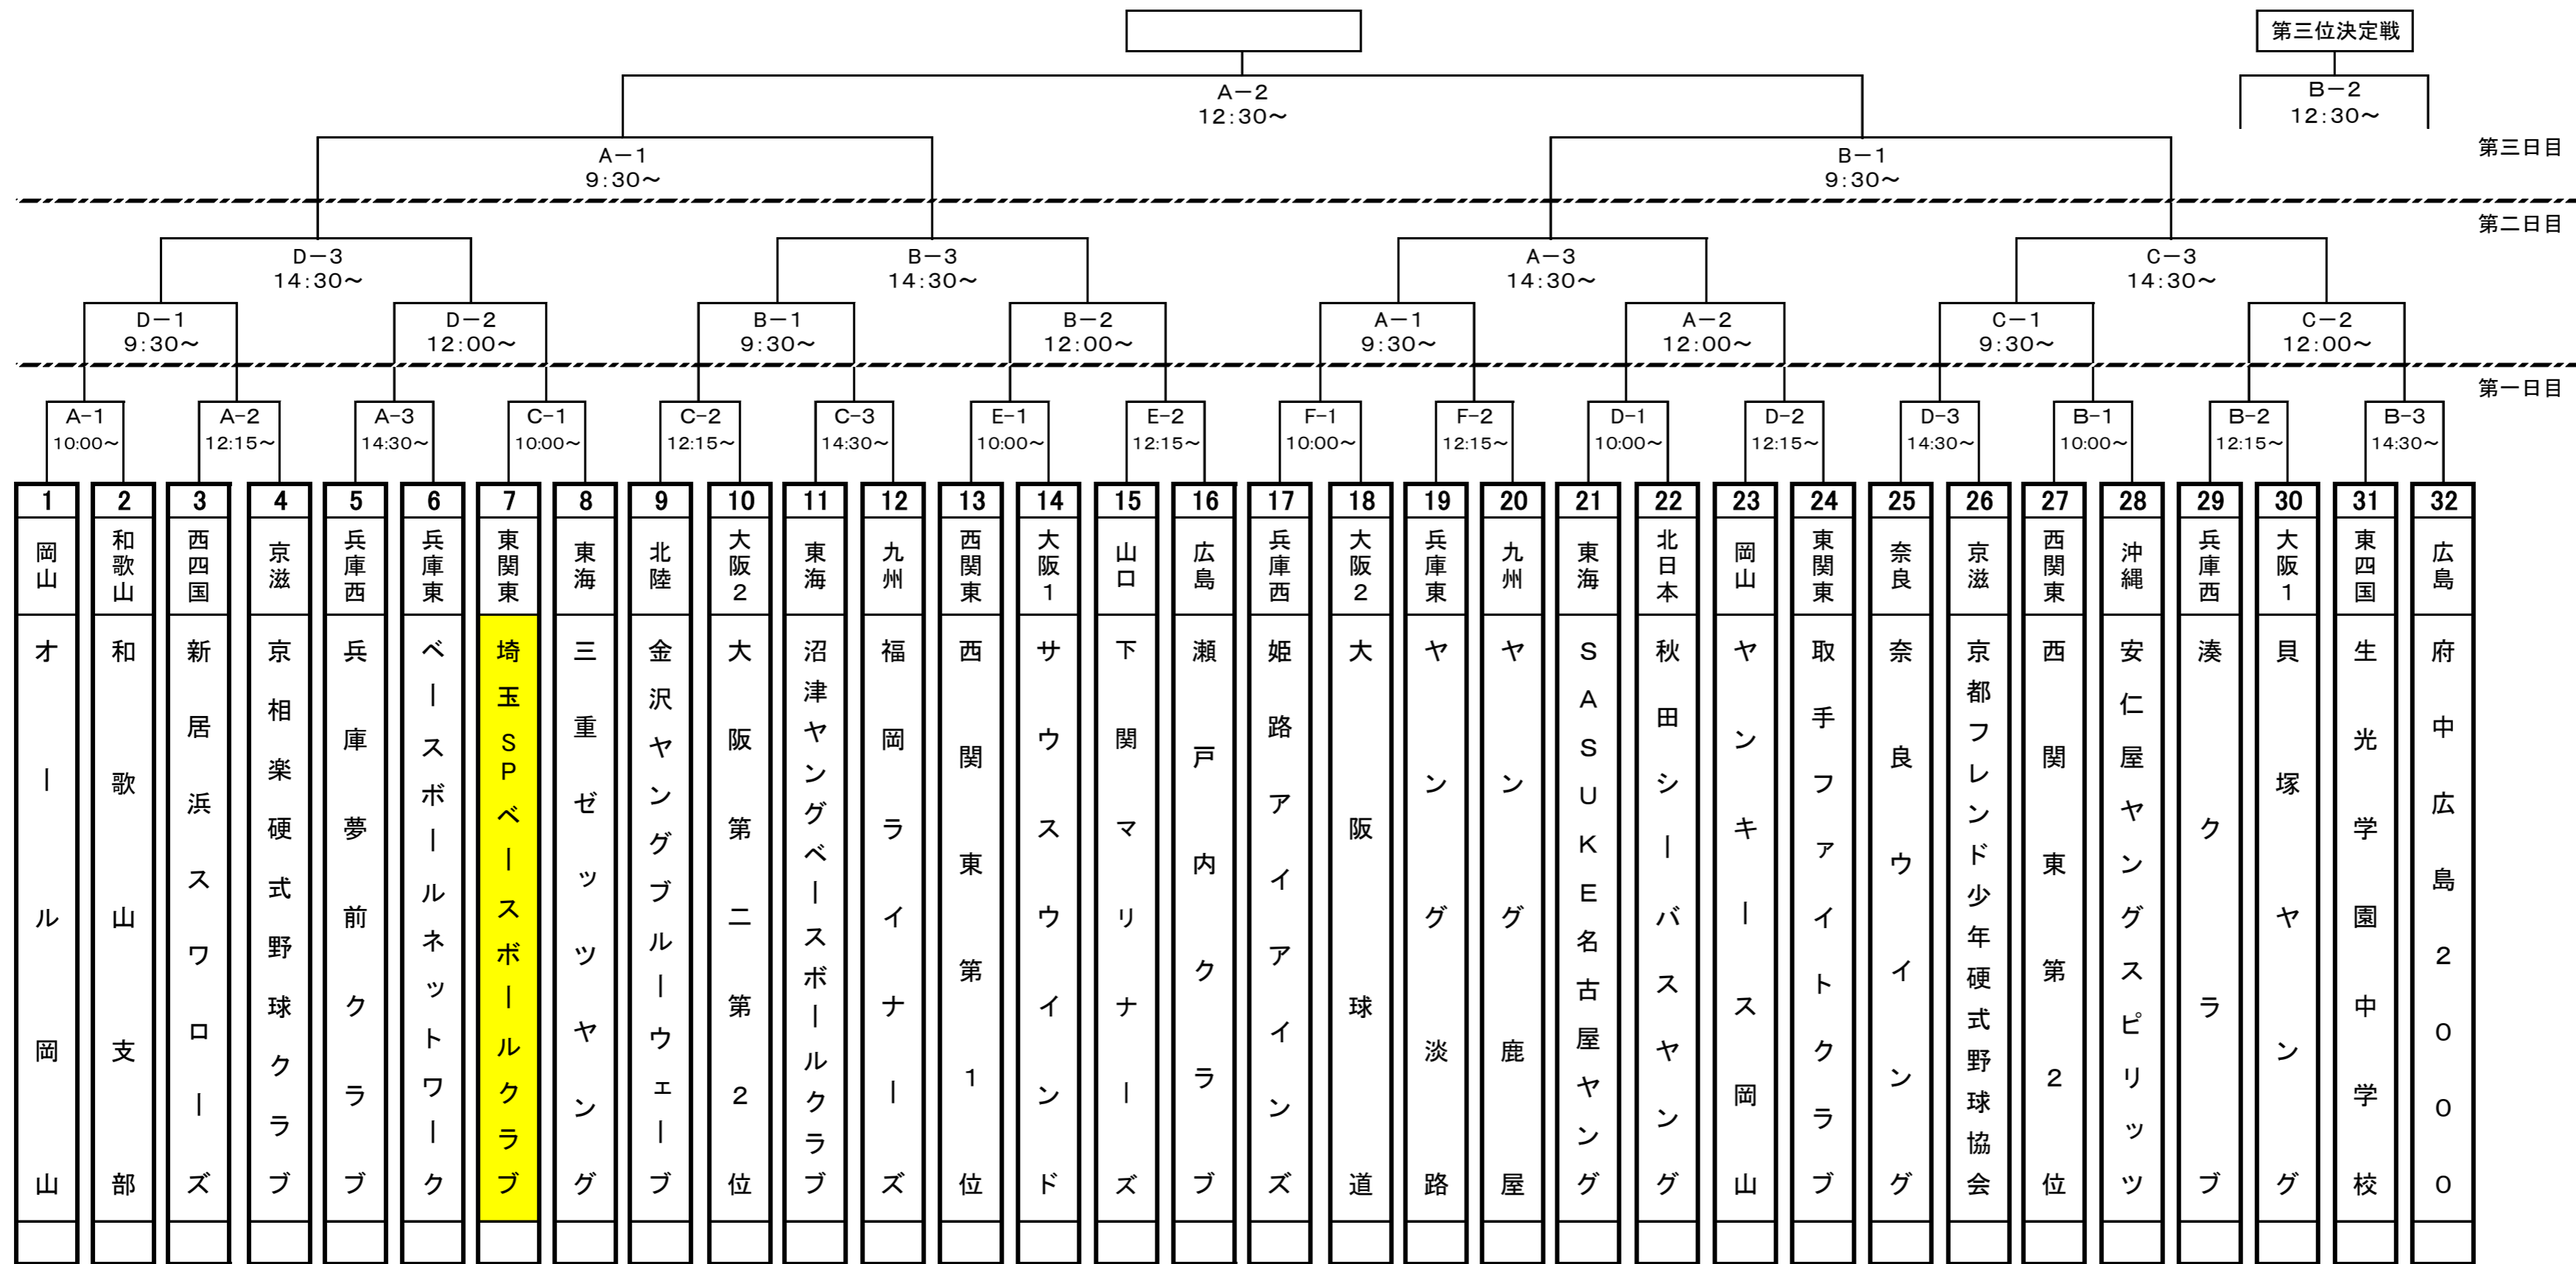 第三位決定戦
A－2
12:30～
B－2
12:30～
第三日目
A－1
9:30～
B－1
9:30～
第二日目
D－3
14:30～
B－3
14:30～
A－3
14:30～
C－3
14:30～
D－1
9:30～
D－2
12:00～
B－1
9:30～
B－2
12:00～
A－1
9:30～
A－2
12:00～
C－1
9:30～
C－2
12:00～
第一日目
A-1
10:00～
A-2
12:15～
A-3
14:30～
C-1
10:00～
C-2
12:15～
C-3
14:30～
E-1
10:00～
E-2
12:15～
F-1
10:00～
F-2
12:15～
D-1
10:00～
D-2
12:15～
D-3
14:30～
B-1
10:00～
B-2
12:15～
B-3
14:30～
1
岡山
オール岡山
2
和歌山
和歌山支部
3
西四国
新居浜スワローズ
4
京滋
京相楽硬式野球クラブ
5
兵庫西
兵庫夢前クラブ
6
兵庫東
ベースボールネットワーク
7
東関東
埼玉SPベースボールクラブ
8
東海
三重ゼッツヤング
9
北陸
金沢ヤングブルーウェーブ
10
大阪2
大阪第二第2位
11
東海
沼津ヤングベースボールクラブ
12
九州
福岡ライナーズ
13
西関東
西関東第1位
14
大阪1
サウスウインド
15
山口
下関マリナーズ
16
広島
瀬戸内クラブ
17
兵庫西
姫路アイアインズ
18
大阪2
大阪球道
19
兵庫東
ヤング淡路
20
九州
ヤング鹿屋
21
東海
SASUKE名古屋ヤング
22
北日本
秋田シーバスヤング
23
岡山
ヤンキース岡山
24
東関東
取手ファイトクラブ
25
奈良
奈良ウイング
26
京滋
京都フレンド少年硬式野球協会
27
西関東
西関東第2位
28
沖縄
安仁屋ヤングスピリッツ
29
兵庫西
湊クラブ
30
大阪1
貝塚ヤング
31
東四国
生光学園中学校
32
広島
府中広島2000